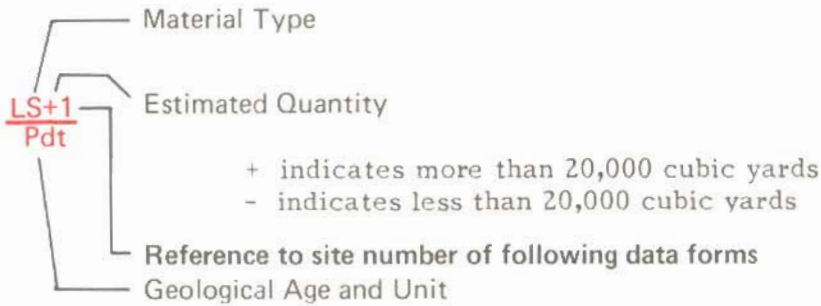 Material Type
LS+1
Pdt
Estimated Quantity
+ indicates more than 20,000 cubic yards
- indicates less than 20,000 cubic yards
Reference to site number of following data forms
Geological Age and Unit